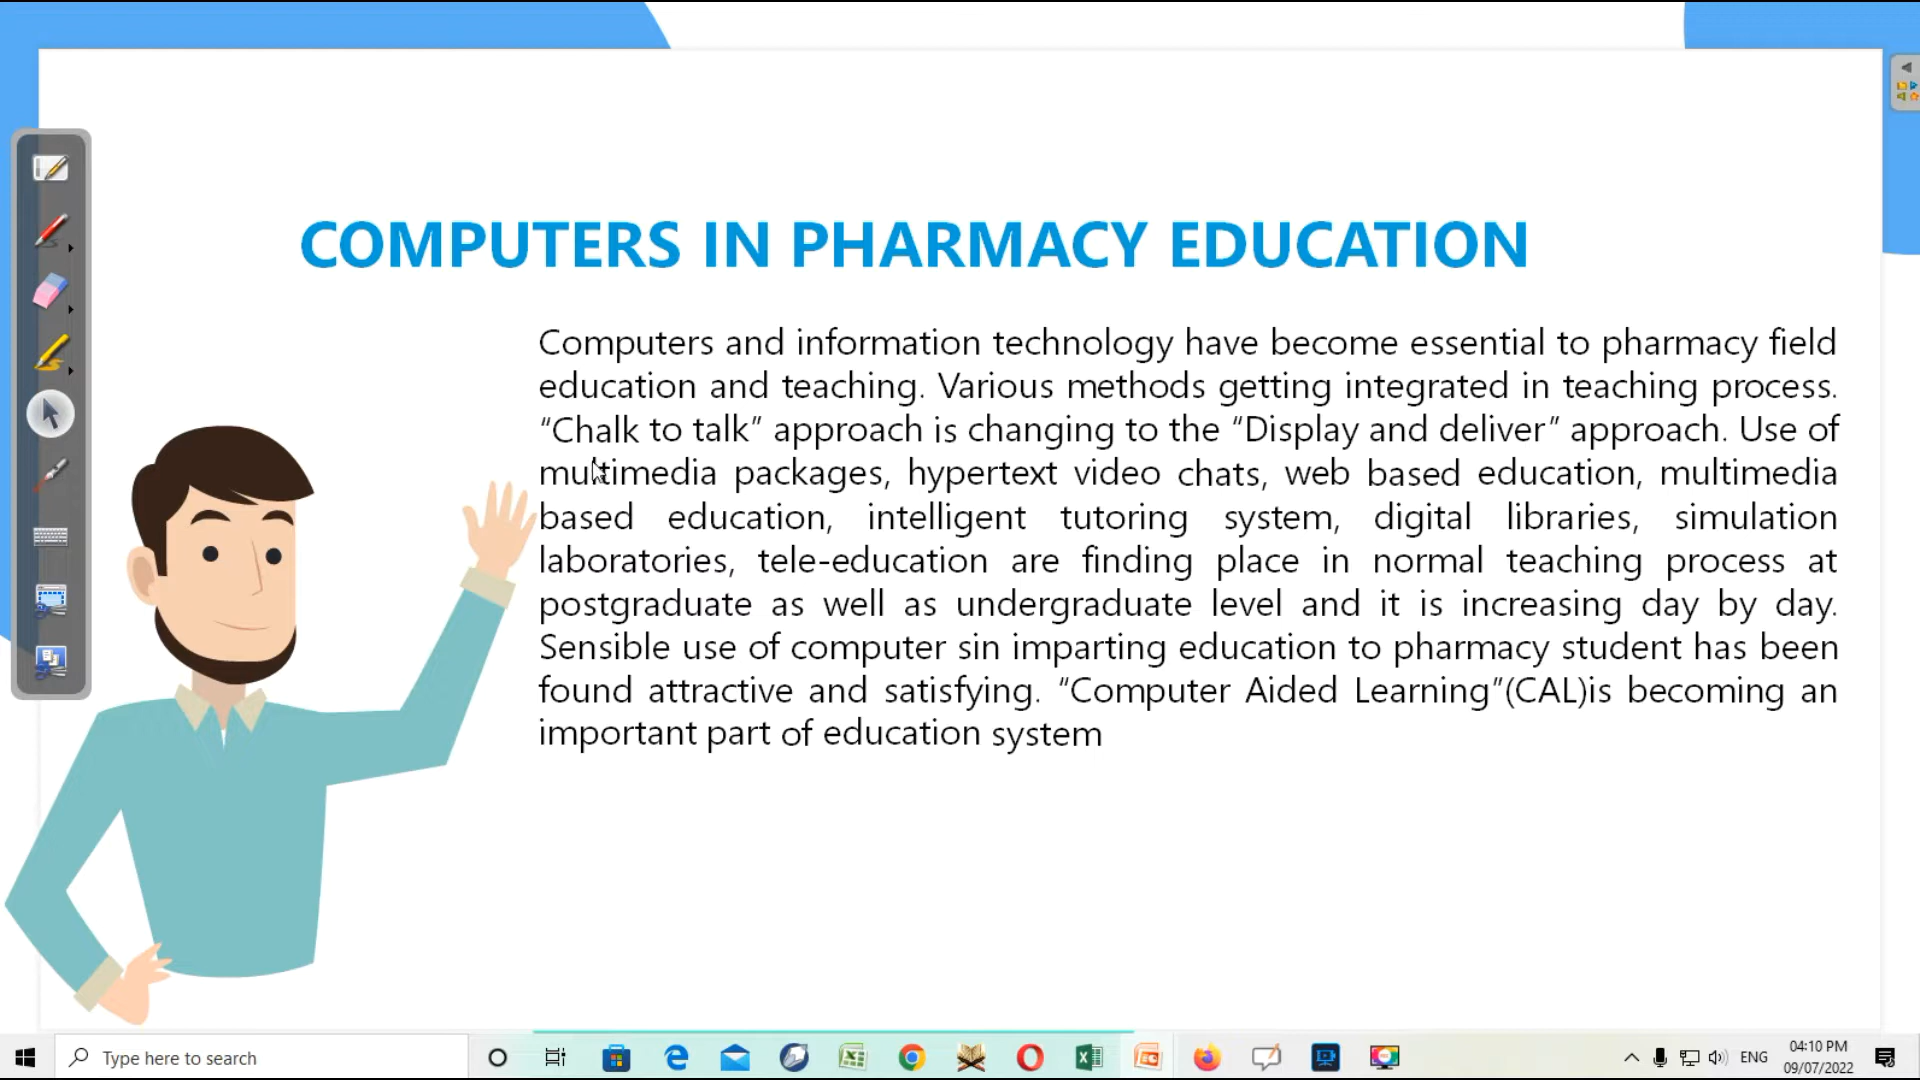 COMPUTERS IN PHARMACY EDUCATION
Computers and information technology have become essential to pharmacy field
education and teaching. Various methods getting integrated in teaching process.
“Chalk to talk” approach is changing to the “Display and deliver” approach. Use of
multimedia packages, hypertext video chats, web based education, multimedia
based education, intelligent tutoring system, digital libraries, simulation
laboratories, tele-education are finding place in normal teaching process at
postgraduate as well as undergraduate level and it is increasing day by day.
Sensible use of computer sin imparting education to pharmacy student has been
found attractive and satisfying. “Computer Aided Learning”(CAL)is becoming an
important part of education system
Type here to search
ENG
04:10 PM
09/07/2022